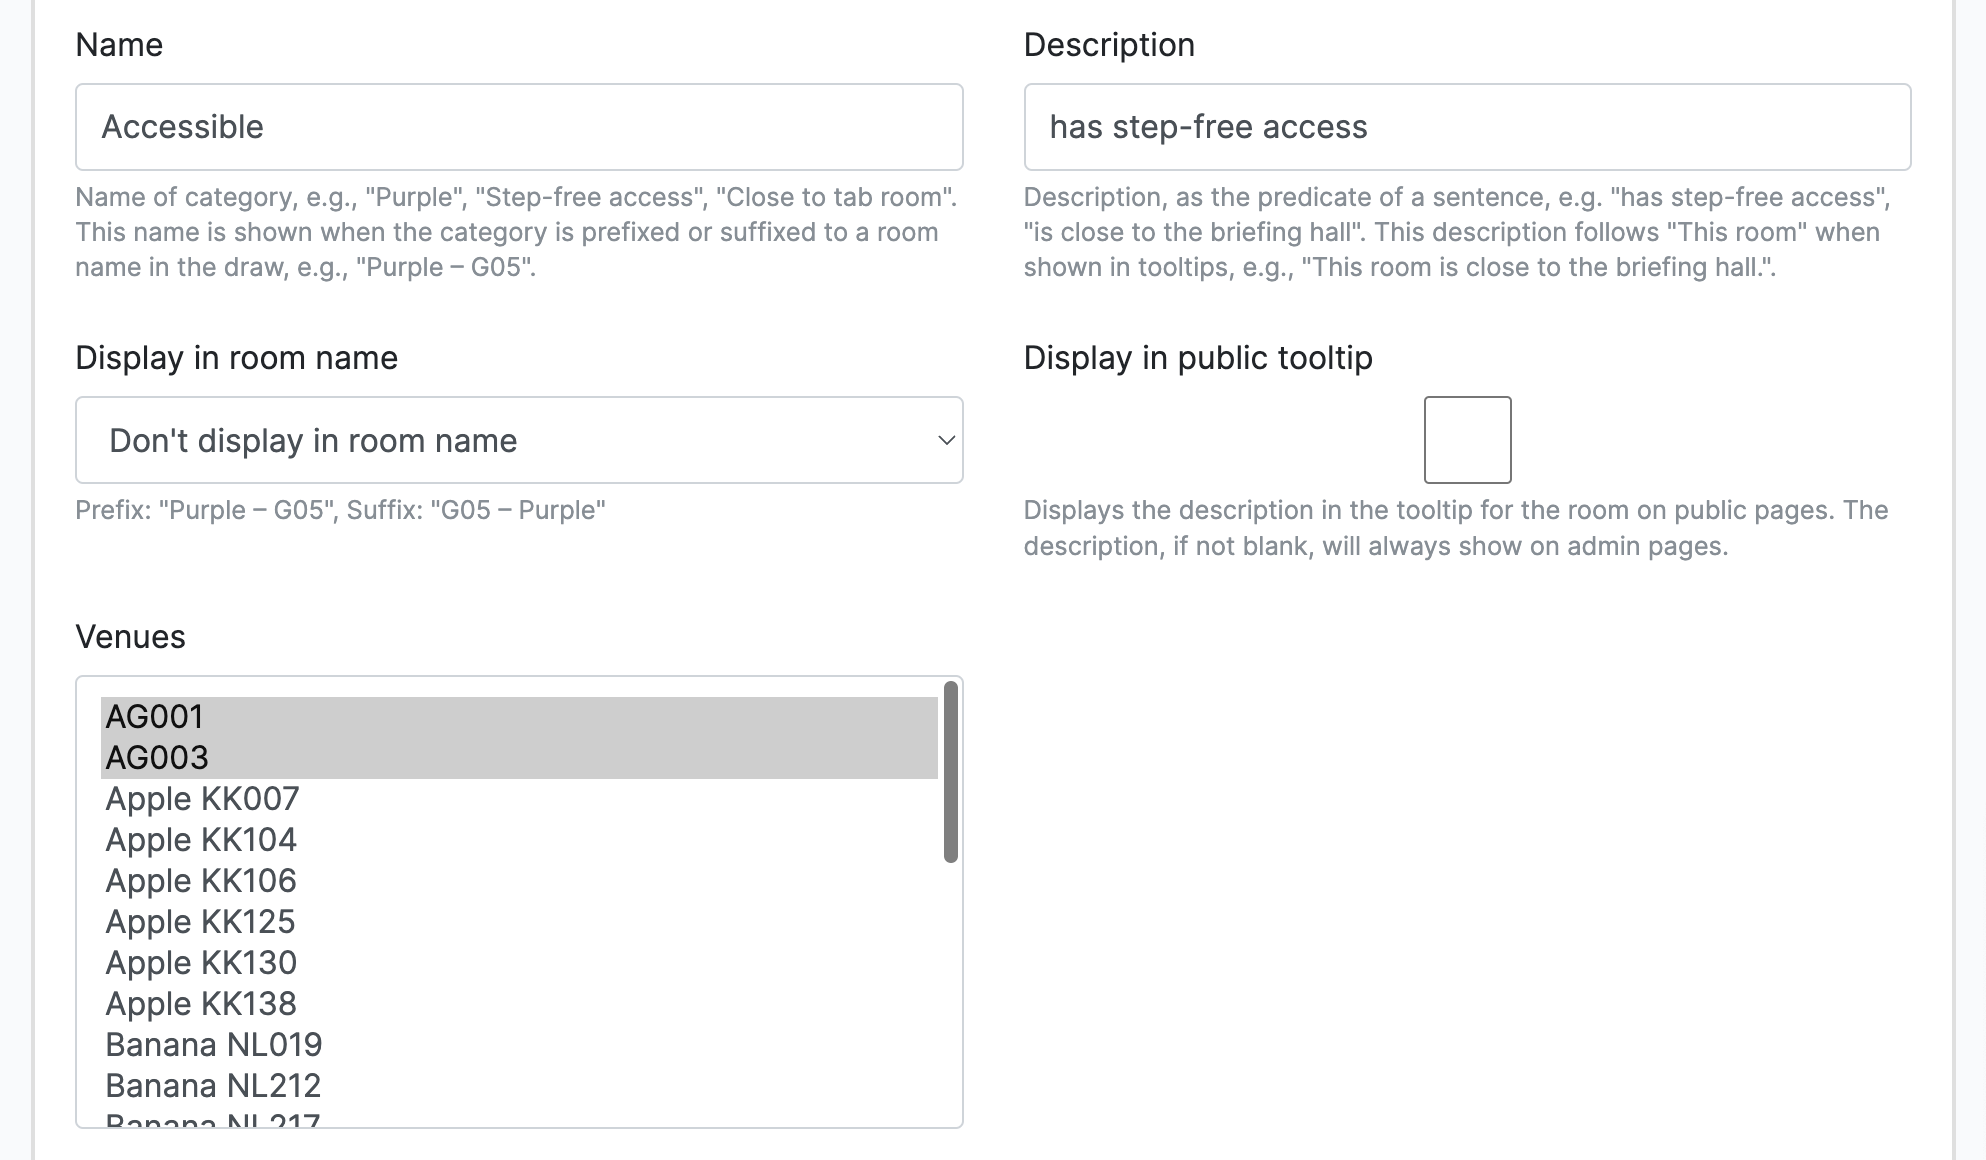 Name
Accessible
Name of category, e.g., "Purple", "Step-free access", "Close to tab room".
This name is shown when the category is prefixed or suffixed to a room
name in the draw, e.g., "Purple – G05".
Description
has step-free access
Description, as the predicate of a sentence, e.g. "has step-free access",
"is close to the briefing hall". This description follows "This room" when
shown in tooltips, e.g., "This room is close to the briefing hall.".
Display in room name
Don't display in room name
Prefix: "Purple – G05", Suffix: "G05 – Purple"
Display in public tooltip
Displays the description in the tooltip for the room on public pages. The
description, if not blank, will always show on admin pages.
Venues
AG001
AG003
Apple KK007
Apple KK104
Apple KK106
Apple KK125
Apple KK130
Apple KK138
Banana NL019
Banana NL212
Banana NL217